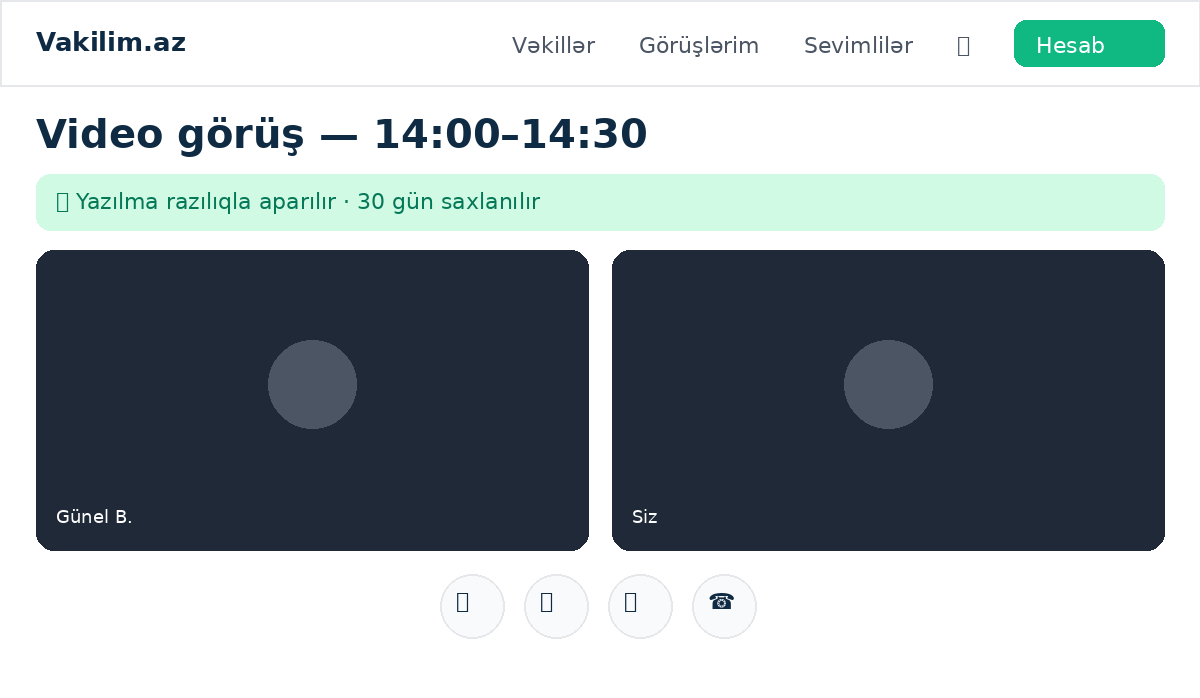 Vakilim.az
Vəkillər Görüşlərim Sevimlilər Hesab
Video görüş — 14:00–14:30
Yazılma razılıqla aparılır · 30 gün saxlanılır
Günel B. Siz